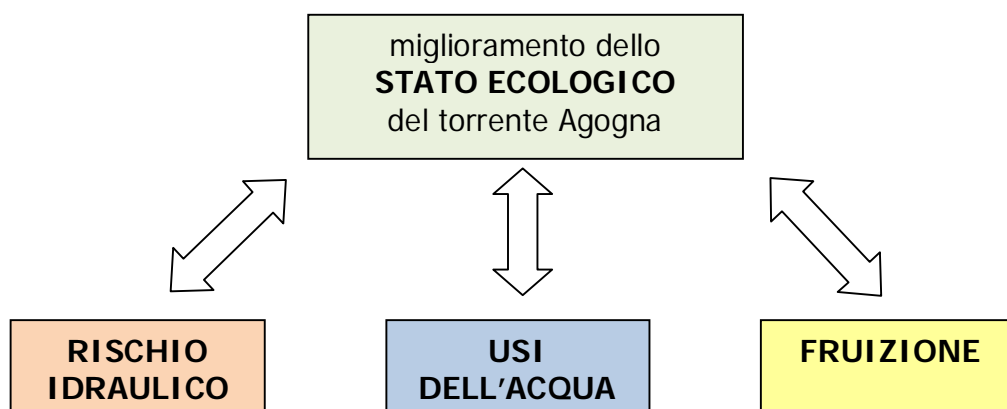 miglioramento dello
STATO ECOLOGICO
del torrente Agogna
RISCHIO
IDRAULICO
USI
DELL'ACQUA
FRUIZIONE